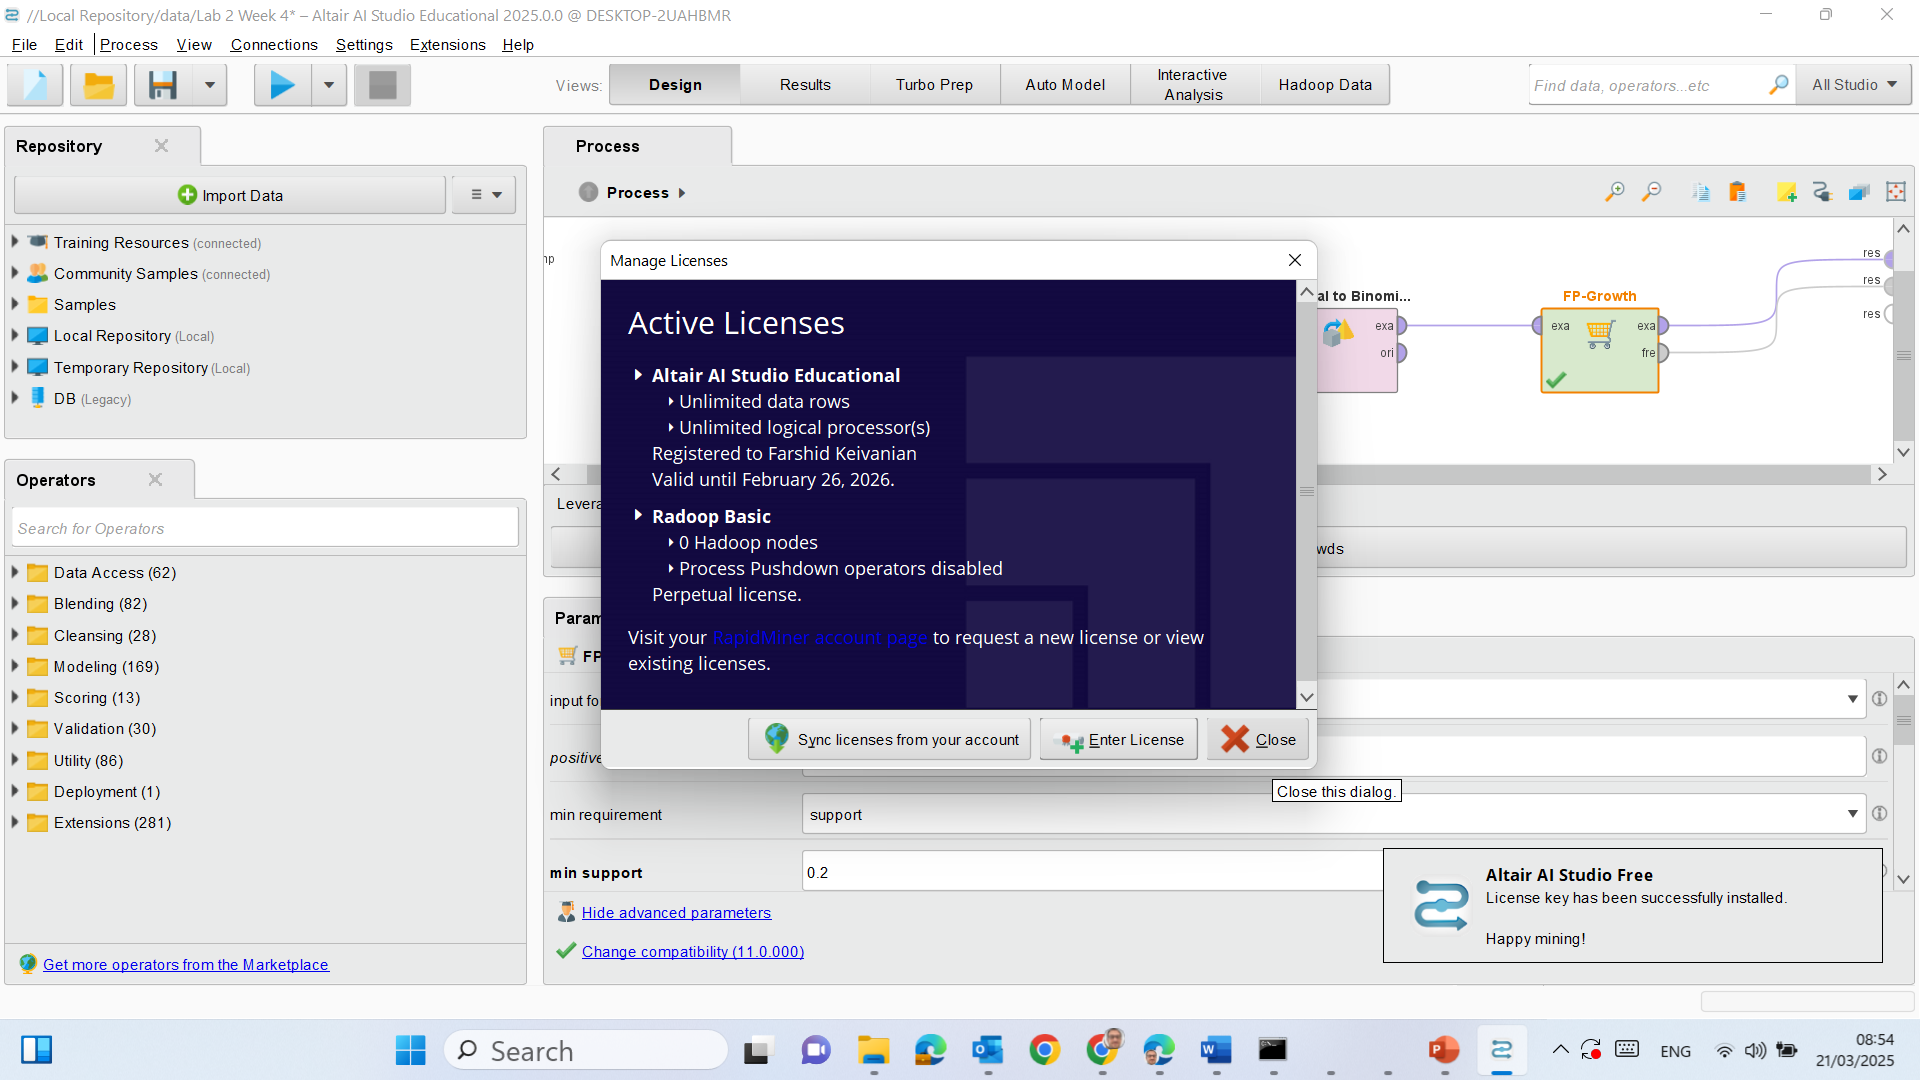 //Local Repository/data/Lab 2 Week 4* – Altair AI Studio Educational 2025.0.0 @ DESKTOP-2UAHBMR
File Edit Process View Connections Settings Extensions Help
Views: Design Results Turbo Prep Auto Model Interactive Analysis Hadoop Data
Find data, operators...etc
All Studio
Repository
Import Data
Training Resources (connected)
Community Samples (connected)
Samples
Local Repository (Local)
Temporary Repository (Local)
DB (Legacy)
Operators
Search for Operators
Data Access (62)
Blending (82)
Cleansing (28)
Modeling (169)
Scoring (13)
Validation (30)
Utility (86)
Deployment (1)
Extensions (281)
Get more operators from the Marketplace
Process
Process
al to Binomi...
exa
ori
FP-Growth
exa
exa
fre
res
res
res
Manage Licenses
Active Licenses
Altair AI Studio Educational
Unlimited data rows
Unlimited logical processor(s)
Registered to Farshid Keivanian
Valid until February 26, 2026.
Radoop Basic
0 Hadoop nodes
Process Pushdown operators disabled
Perpetual license.
Visit your RapidMiner account page to request a new license or view
existing licenses.
Sync licenses from your account
Enter License
Close
Close this dialog.
Levera
wds
Param
FP
input fo
positive
min requirement
support
min support
0.2
Hide advanced parameters
Change compatibility (11.0.000)
Altair AI Studio Free
License key has been successfully installed.
Happy mining!
Search
ENG
08:54
21/03/2025